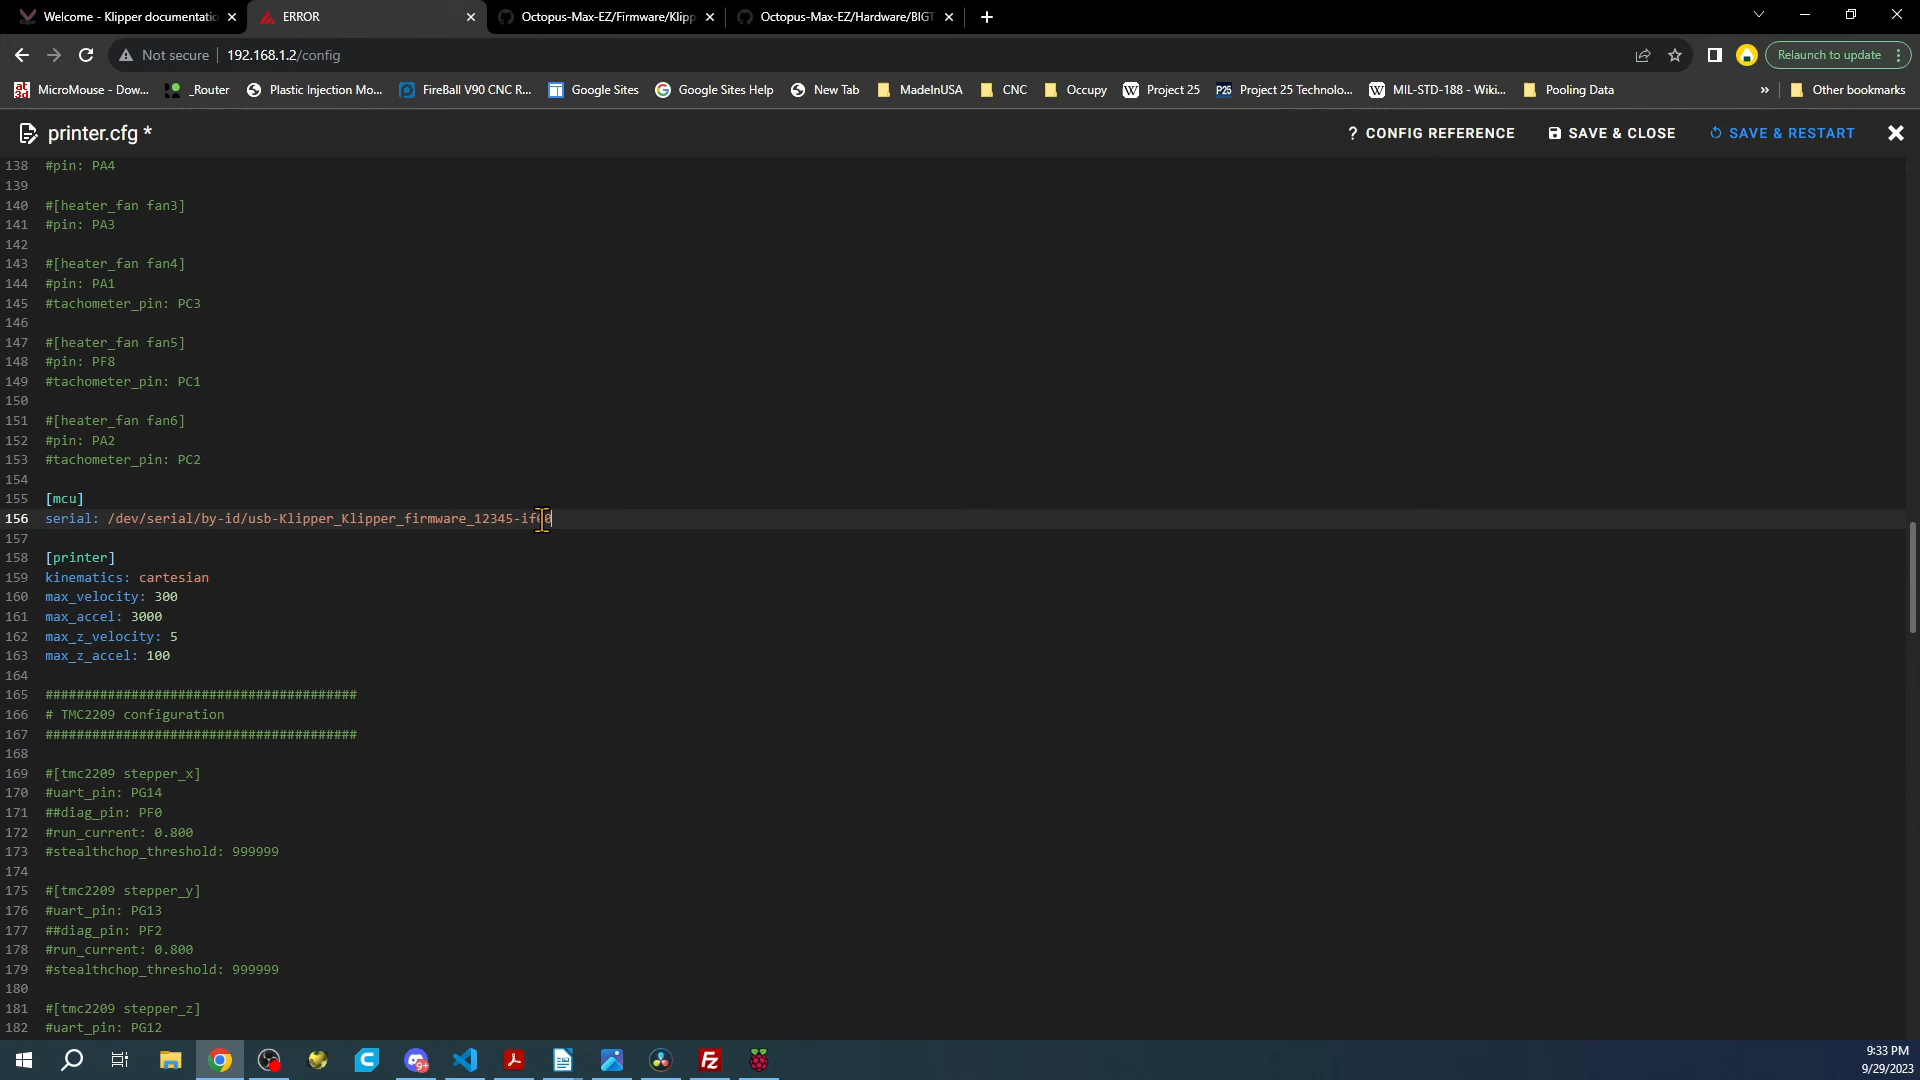 Welcome - Klipper documentatio
ERROR
Octopus-Max-EZ/Firmware/Klipp
Octopus-Max-EZ/Hardware/BIGT
Not secure
192.168.1.2/config
Relaunch to update
MicroMouse - Dow...
_Router
Plastic Injection Mo...
FireBall V90 CNC R...
Google Sites
Google Sites Help
New Tab
MadeInUSA
CNC
Occupy
Project 25
Project 25 Technolo...
MIL-STD-188 - Wiki...
Pooling Data
»
Other bookmarks
printer.cfg *
? CONFIG REFERENCE
SAVE & CLOSE
SAVE & RESTART
138 #pin: PA4
139
140 #[heater_fan fan3]
141 #pin: PA3
142
143 #[heater_fan fan4]
144 #pin: PA1
145 #tachometer_pin: PC3
146
147 #[heater_fan fan5]
148 #pin: PF8
149 #tachometer_pin: PC1
150
151 #[heater_fan fan6]
152 #pin: PA2
153 #tachometer_pin: PC2
154
155 [mcu]
156 serial: /dev/serial/by-id/usb-Klipper_Klipper_firmware_12345-if00
157
158 [printer]
159 kinematics: cartesian
160 max_velocity: 300
161 max_accel: 3000
162 max_z_velocity: 5
163 max_z_accel: 100
164
165 ########################################
166 # TMC2209 configuration
167 ########################################
168
169 #[tmc2209 stepper_x]
170 #uart_pin: PG14
171 ##diag_pin: PF0
172 #run_current: 0.800
173 #stealthchop_threshold: 999999
174
175 #[tmc2209 stepper_y]
176 #uart_pin: PG13
177 ##diag_pin: PF2
178 #run_current: 0.800
179 #stealthchop_threshold: 999999
180
181 #[tmc2209 stepper_z]
182 #uart_pin: PG12
9:33 PM
9/29/2023